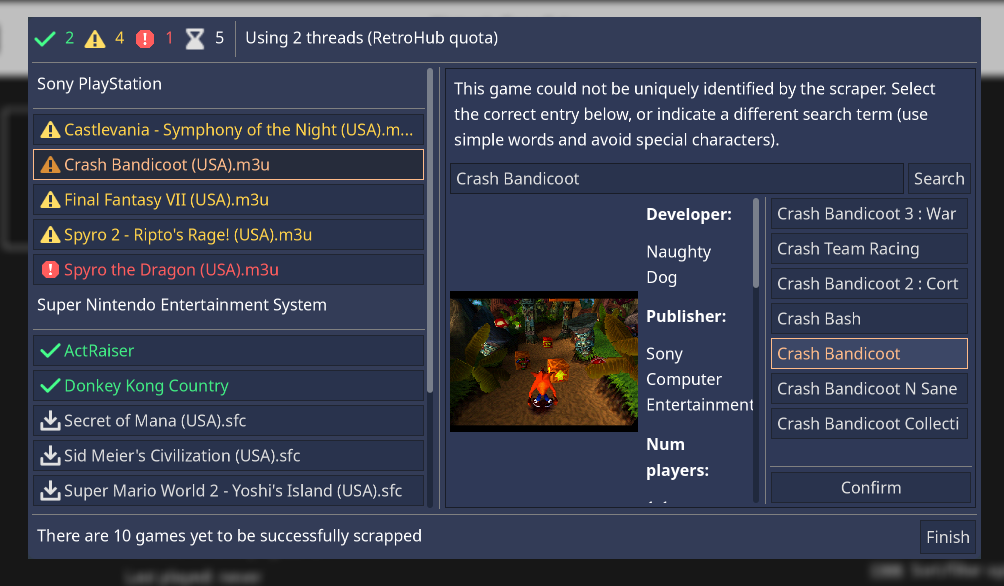 2 4 1 5 Using 2 threads (RetroHub quota)
Sony PlayStation
Castlevania - Symphony of the Night (USA).m...
Crash Bandicoot (USA).m3u
Final Fantasy VII (USA).m3u
Spyro 2 - Ripto's Rage! (USA).m3u
Spyro the Dragon (USA).m3u
Super Nintendo Entertainment System
ActRaiser
Donkey Kong Country
Secret of Mana (USA).sfc
Sid Meier's Civilization (USA).sfc
Super Mario World 2 - Yoshi's Island (USA).sfc
This game could not be uniquely identified by the scraper. Select
the correct entry below, or indicate a different search term (use
simple words and avoid special characters).
Crash Bandicoot
Search
Developer:
Naughty
Dog
Publisher:
Sony
Computer
Entertainment
Num
players:
Crash Bandicoot 3 : War
Crash Team Racing
Crash Bandicoot 2 : Cort
Crash Bash
Crash Bandicoot
Crash Bandicoot N Sane
Crash Bandicoot Collecti
Confirm
There are 10 games yet to be successfully scrapped
Finish
Last played: never